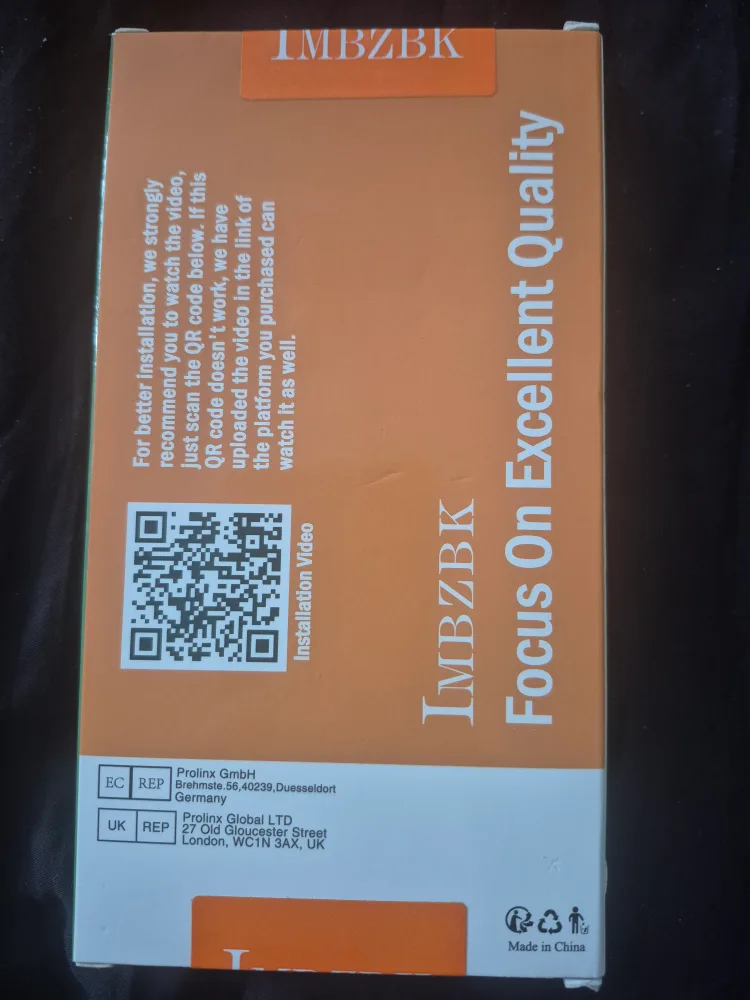 IMBZBK
Focus On Excellent Quality
IMBZBK
For better installation, we strongly
recommend you to watch the video,
just scan the QR code below. If this
QR code doesn't work, we have
uploaded the video in the link of
the platform you purchased can
watch it as well.
Installation Video
EC REP
Prolinx GmbH
Brehmste.56,40239,Duesseldort
Germany
UK REP
Prolinx Global LTD
27 Old Gloucester Street
London, WC1N 3AX, UK
Made in China